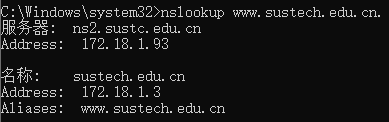 C:\Windows\system32>nslookup www.sustech.edu.cn.
服务器:  ns2.sustc.edu.cn
Address:  172.18.1.93
名称:    sustech.edu.cn
Address:  172.18.1.3
Aliases:  www.sustech.edu.cn